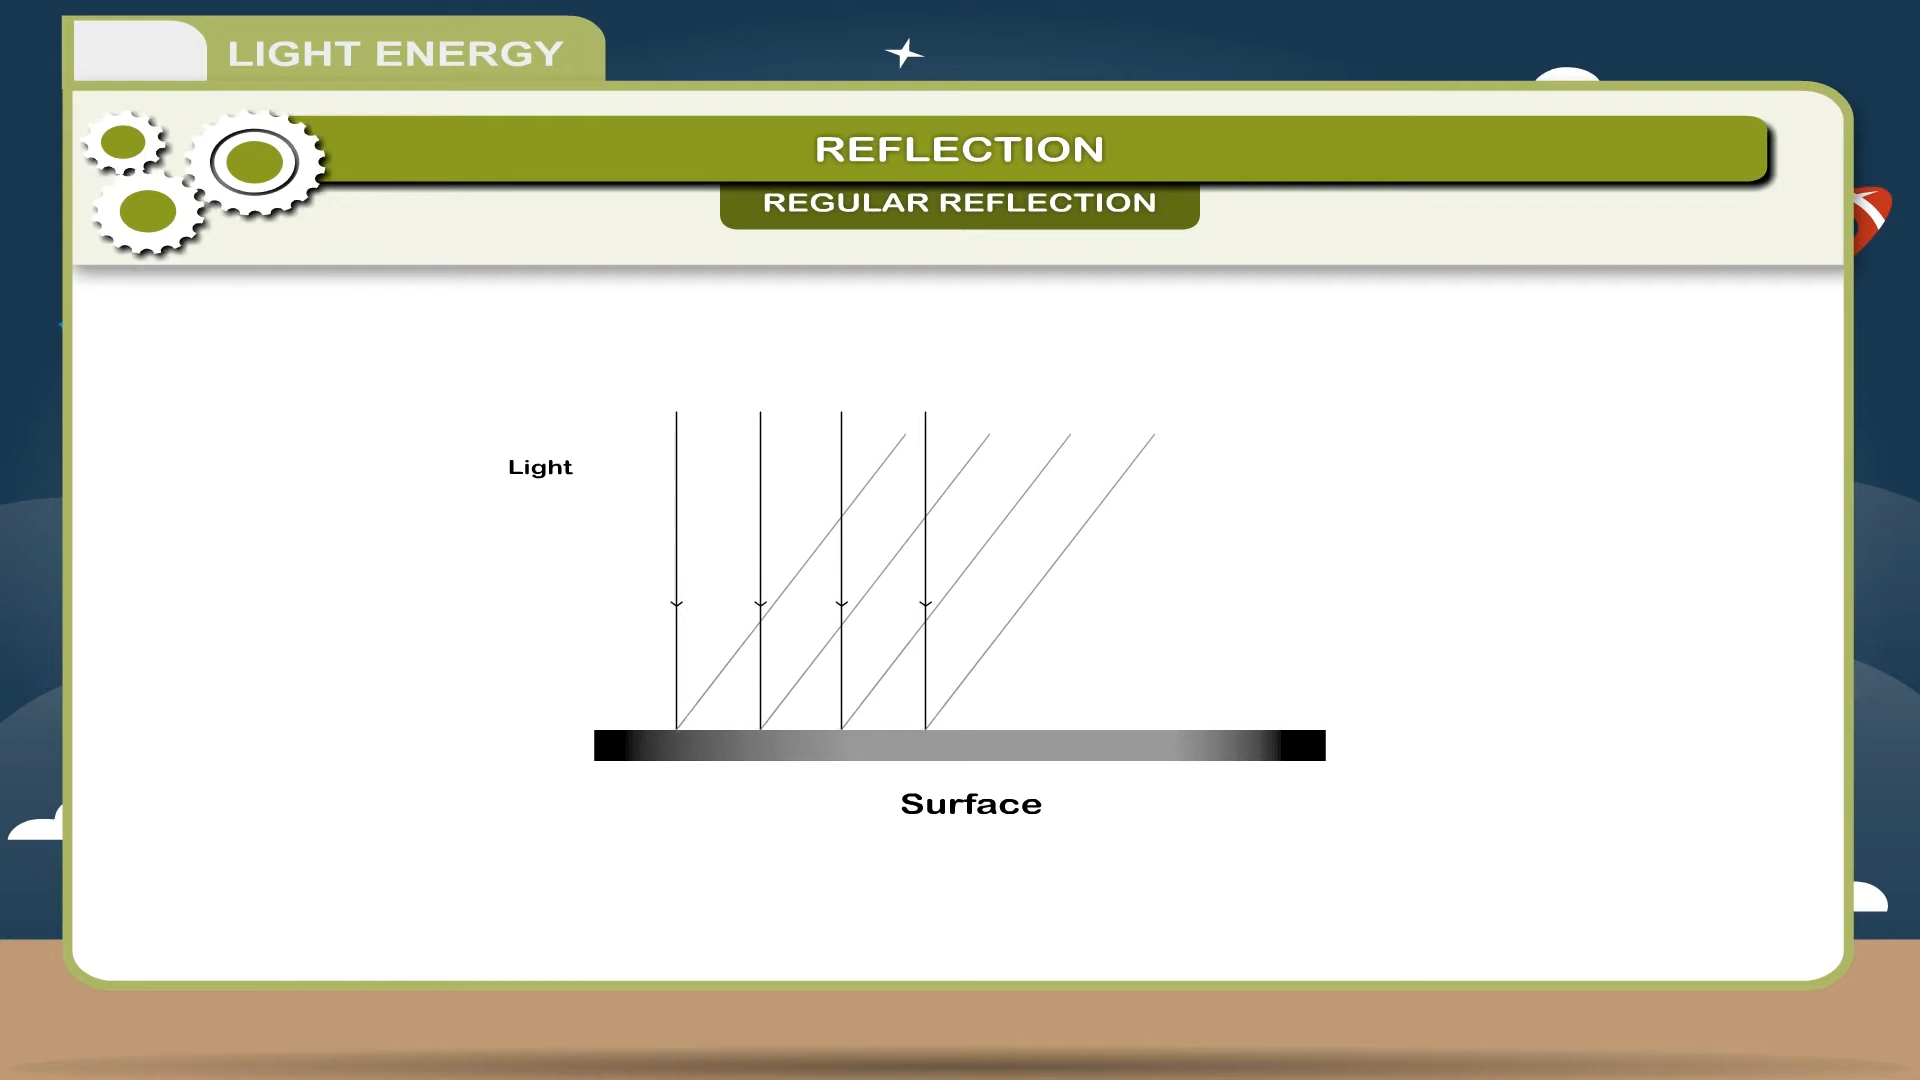 LIGHT ENERGY
REFLECTION
REGULAR REFLECTION
Light
Surface